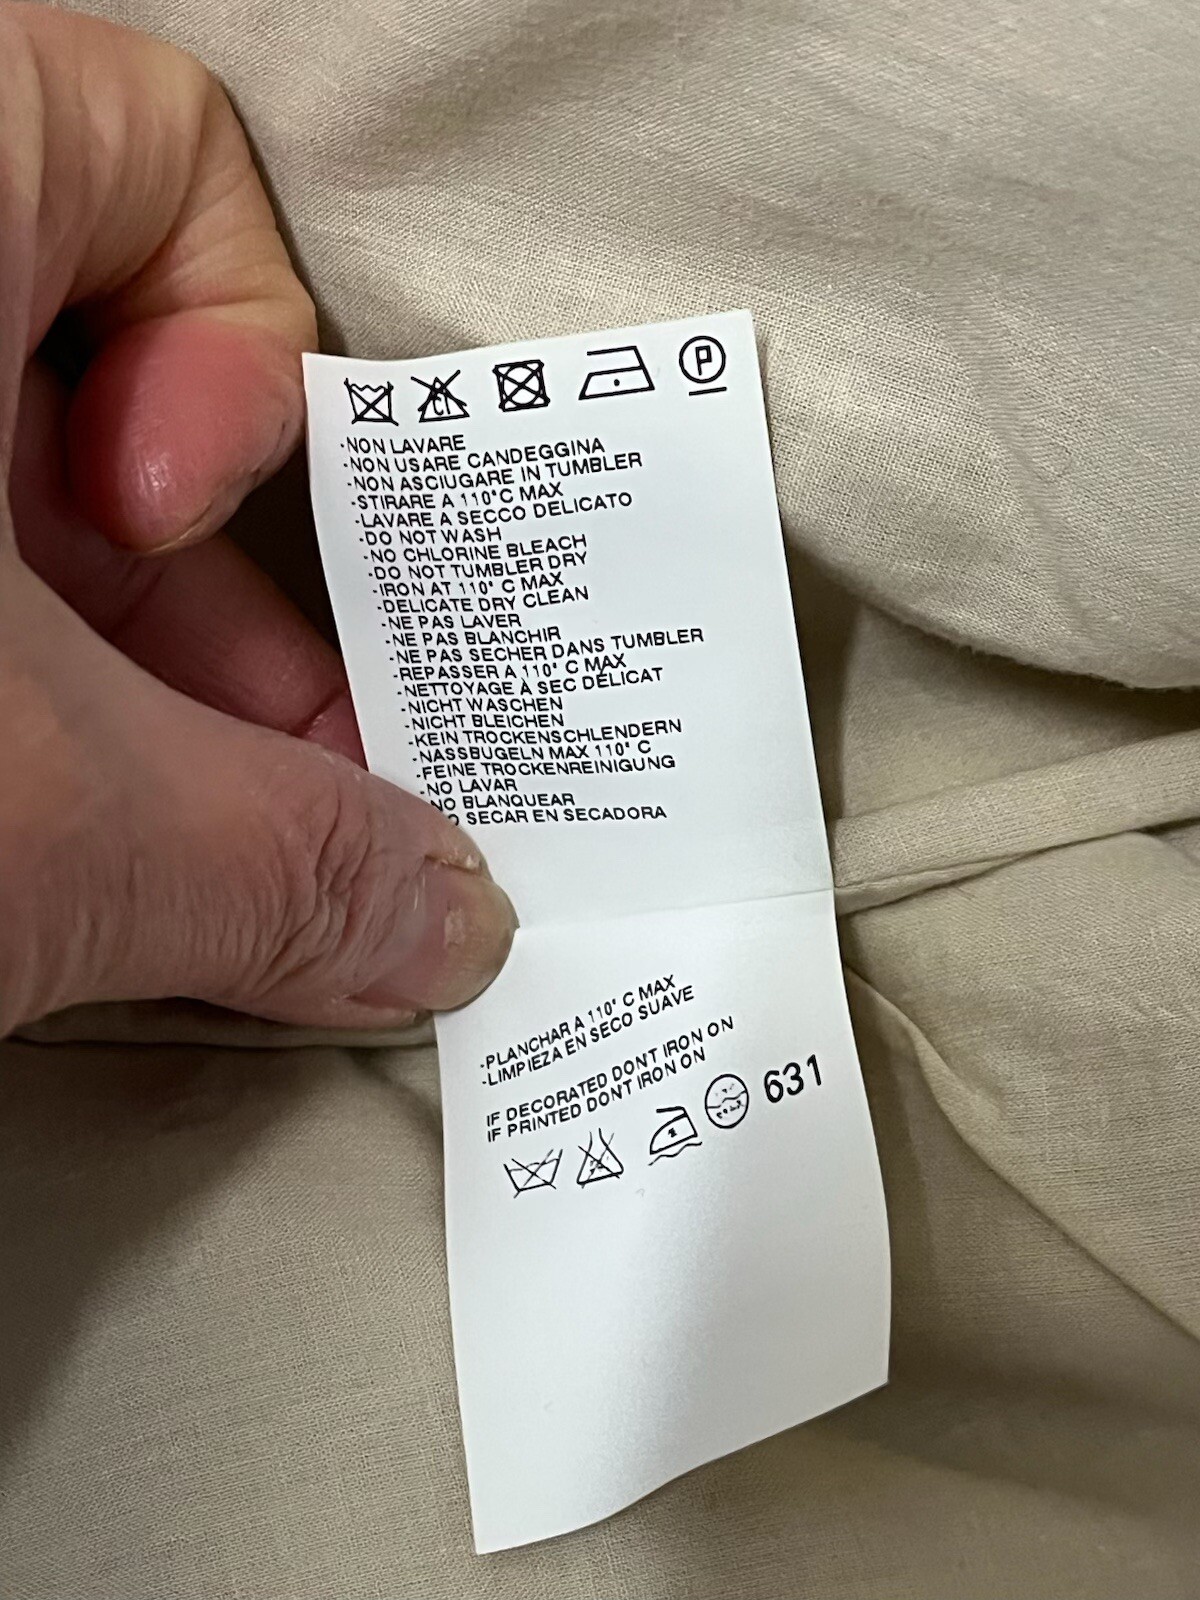 CL
P
-NON LAVARE
-NON USARE CANDEGGINA
-NON ASCIUGARE IN TUMBLER
-STIRARE A 110°C MAX
-LAVARE A SECCO DELICATO
-DO NOT WASH
-NO CHLORINE BLEACH
-DO NOT TUMBLER DRY
-IRON AT 110° C MAX
-DELICATE DRY CLEAN
-NE PAS LAVER
-NE PAS BLANCHIR
-NE PAS SECHER DANS TUMBLER
-REPASSER A 110° C MAX
-NETTOYAGE À SEC DÉLICAT
-NICHT WASCHEN
-NICHT BLEICHEN
-KEIN TROCKENSCHLENDERN
-NASSBUGELN MAX 110° C
-FEINE TROCKENREINIGUNG
-NO LAVAR
NO BLANQUEAR
O SECAR EN SECADORA
-PLANCHAR A 110° C MAX
-LIMPIEZA EN SECO SUAVE
IF DECORATED DONT IRON ON
IF PRINTED DONT IRON ON
631